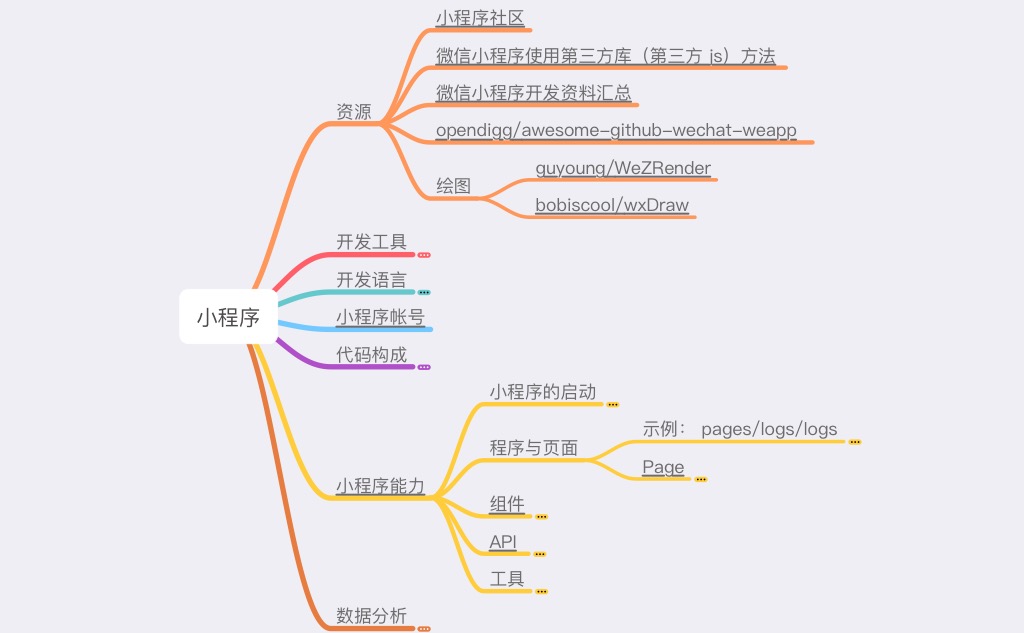 小程序
资源
小程序社区
微信小程序使用第三方库（第三方 js）方法
微信小程序开发资料汇总
opendigg/awesome-github-wechat-weapp
绘图
guyoung/WeZRender
bobiscool/wxDraw
开发工具
开发语言
小程序帐号
代码构成
小程序能力
小程序的启动
程序与页面
示例： pages/logs/logs
Page
组件
API
工具
数据分析